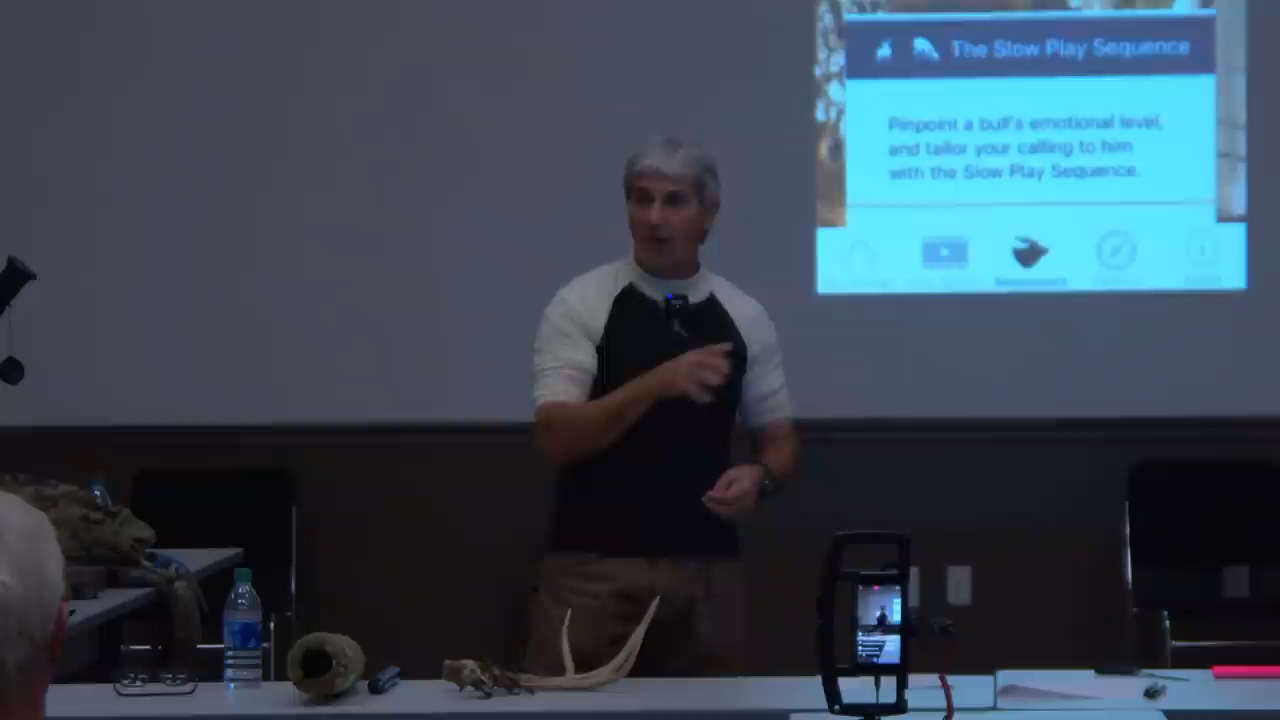 The Slow Play Sequence
Pinpoint a bull's emotional level,
and tailor your calling to him
with the Slow Play Sequence.